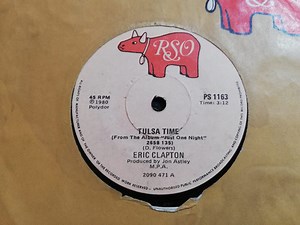 RSO
45 RPM
℗ 1980
Polydor
PS 1163
Time: 3:12
TULSA TIME
(From The Album "Just One Night"
2658 135)
(D. Flowers)
ERIC CLAPTON
Produced by Jon Astley
M.P.A.
2090 471 A